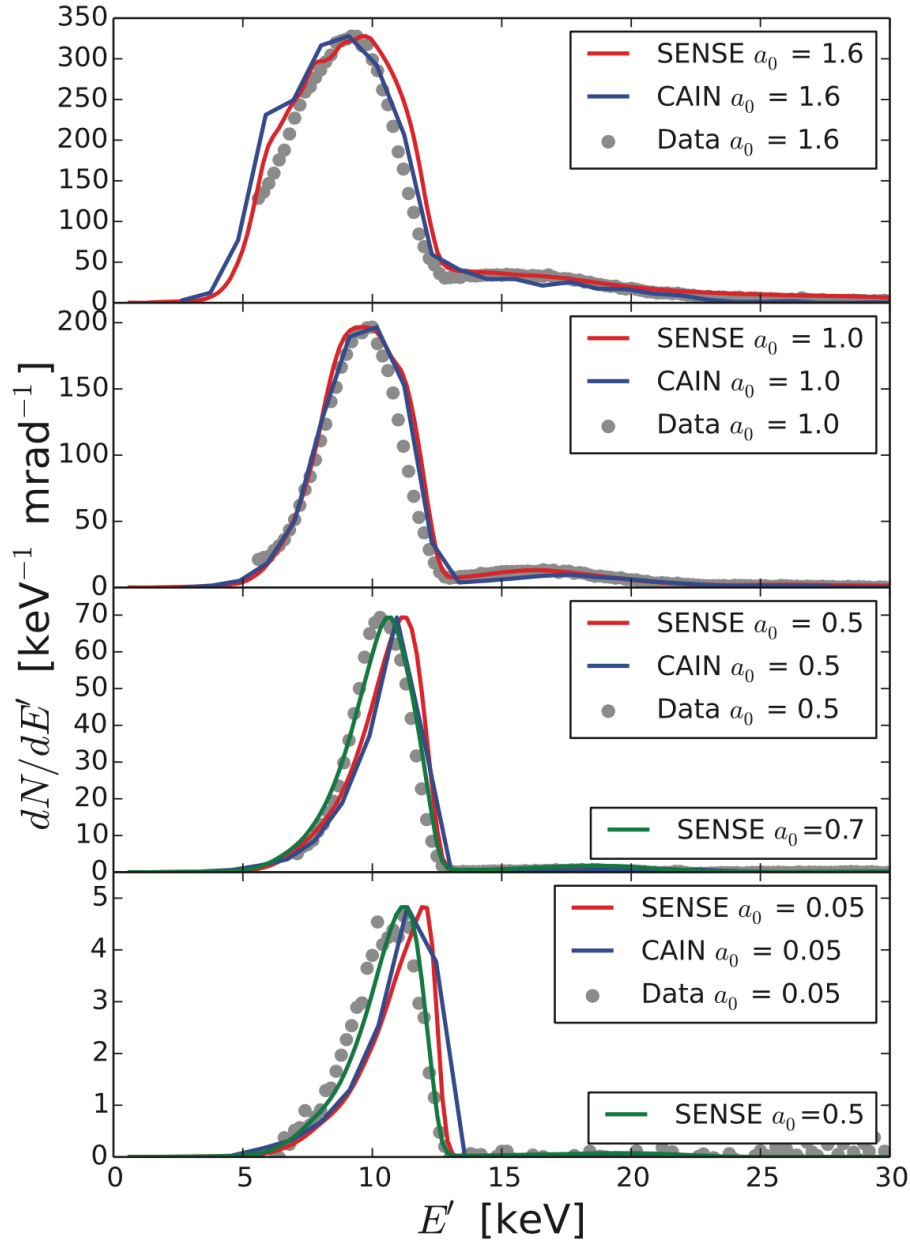 dN/dE′ [keV⁻¹ mrad⁻¹]
350
300
250
200
150
100
50
0
SENSE a₀ = 1.6
CAIN a₀ = 1.6
Data a₀ = 1.6
200
150
100
50
0
SENSE a₀ = 1.0
CAIN a₀ = 1.0
Data a₀ = 1.0
70
60
50
40
30
20
10
0
SENSE a₀ = 0.5
CAIN a₀ = 0.5
Data a₀ = 0.5
SENSE a₀ =0.7
5
4
3
2
1
0
SENSE a₀ = 0.05
CAIN a₀ = 0.05
Data a₀ = 0.05
SENSE a₀ =0.5
0 5 10 15 20 25 30
E′ [keV]